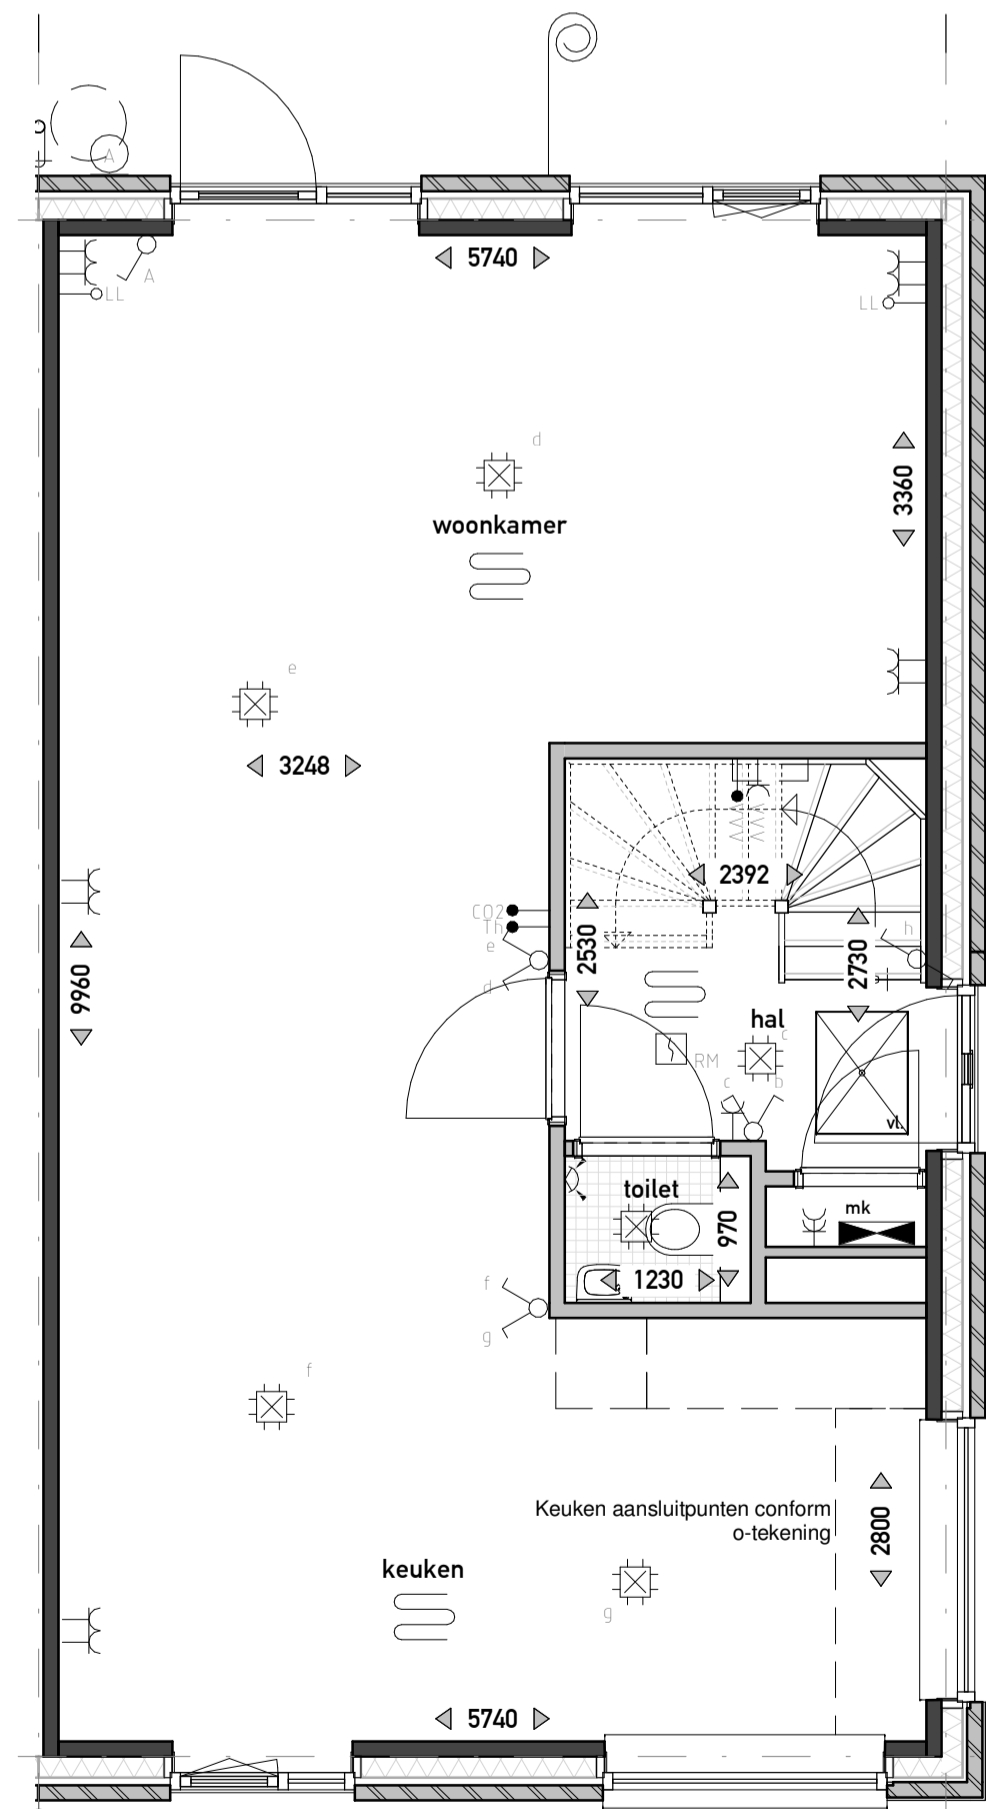 A
5740
A
LL
LL
d
3360
woonkamer
e
3248
2392
CO2
Th
e
d
2530
2730
h
9960
hal
c
RM
c
b
vl.
toilet
mk
970
1230
f
g
f
Keuken aansluitpunten conform
o-tekening
2800
keuken
g
5740